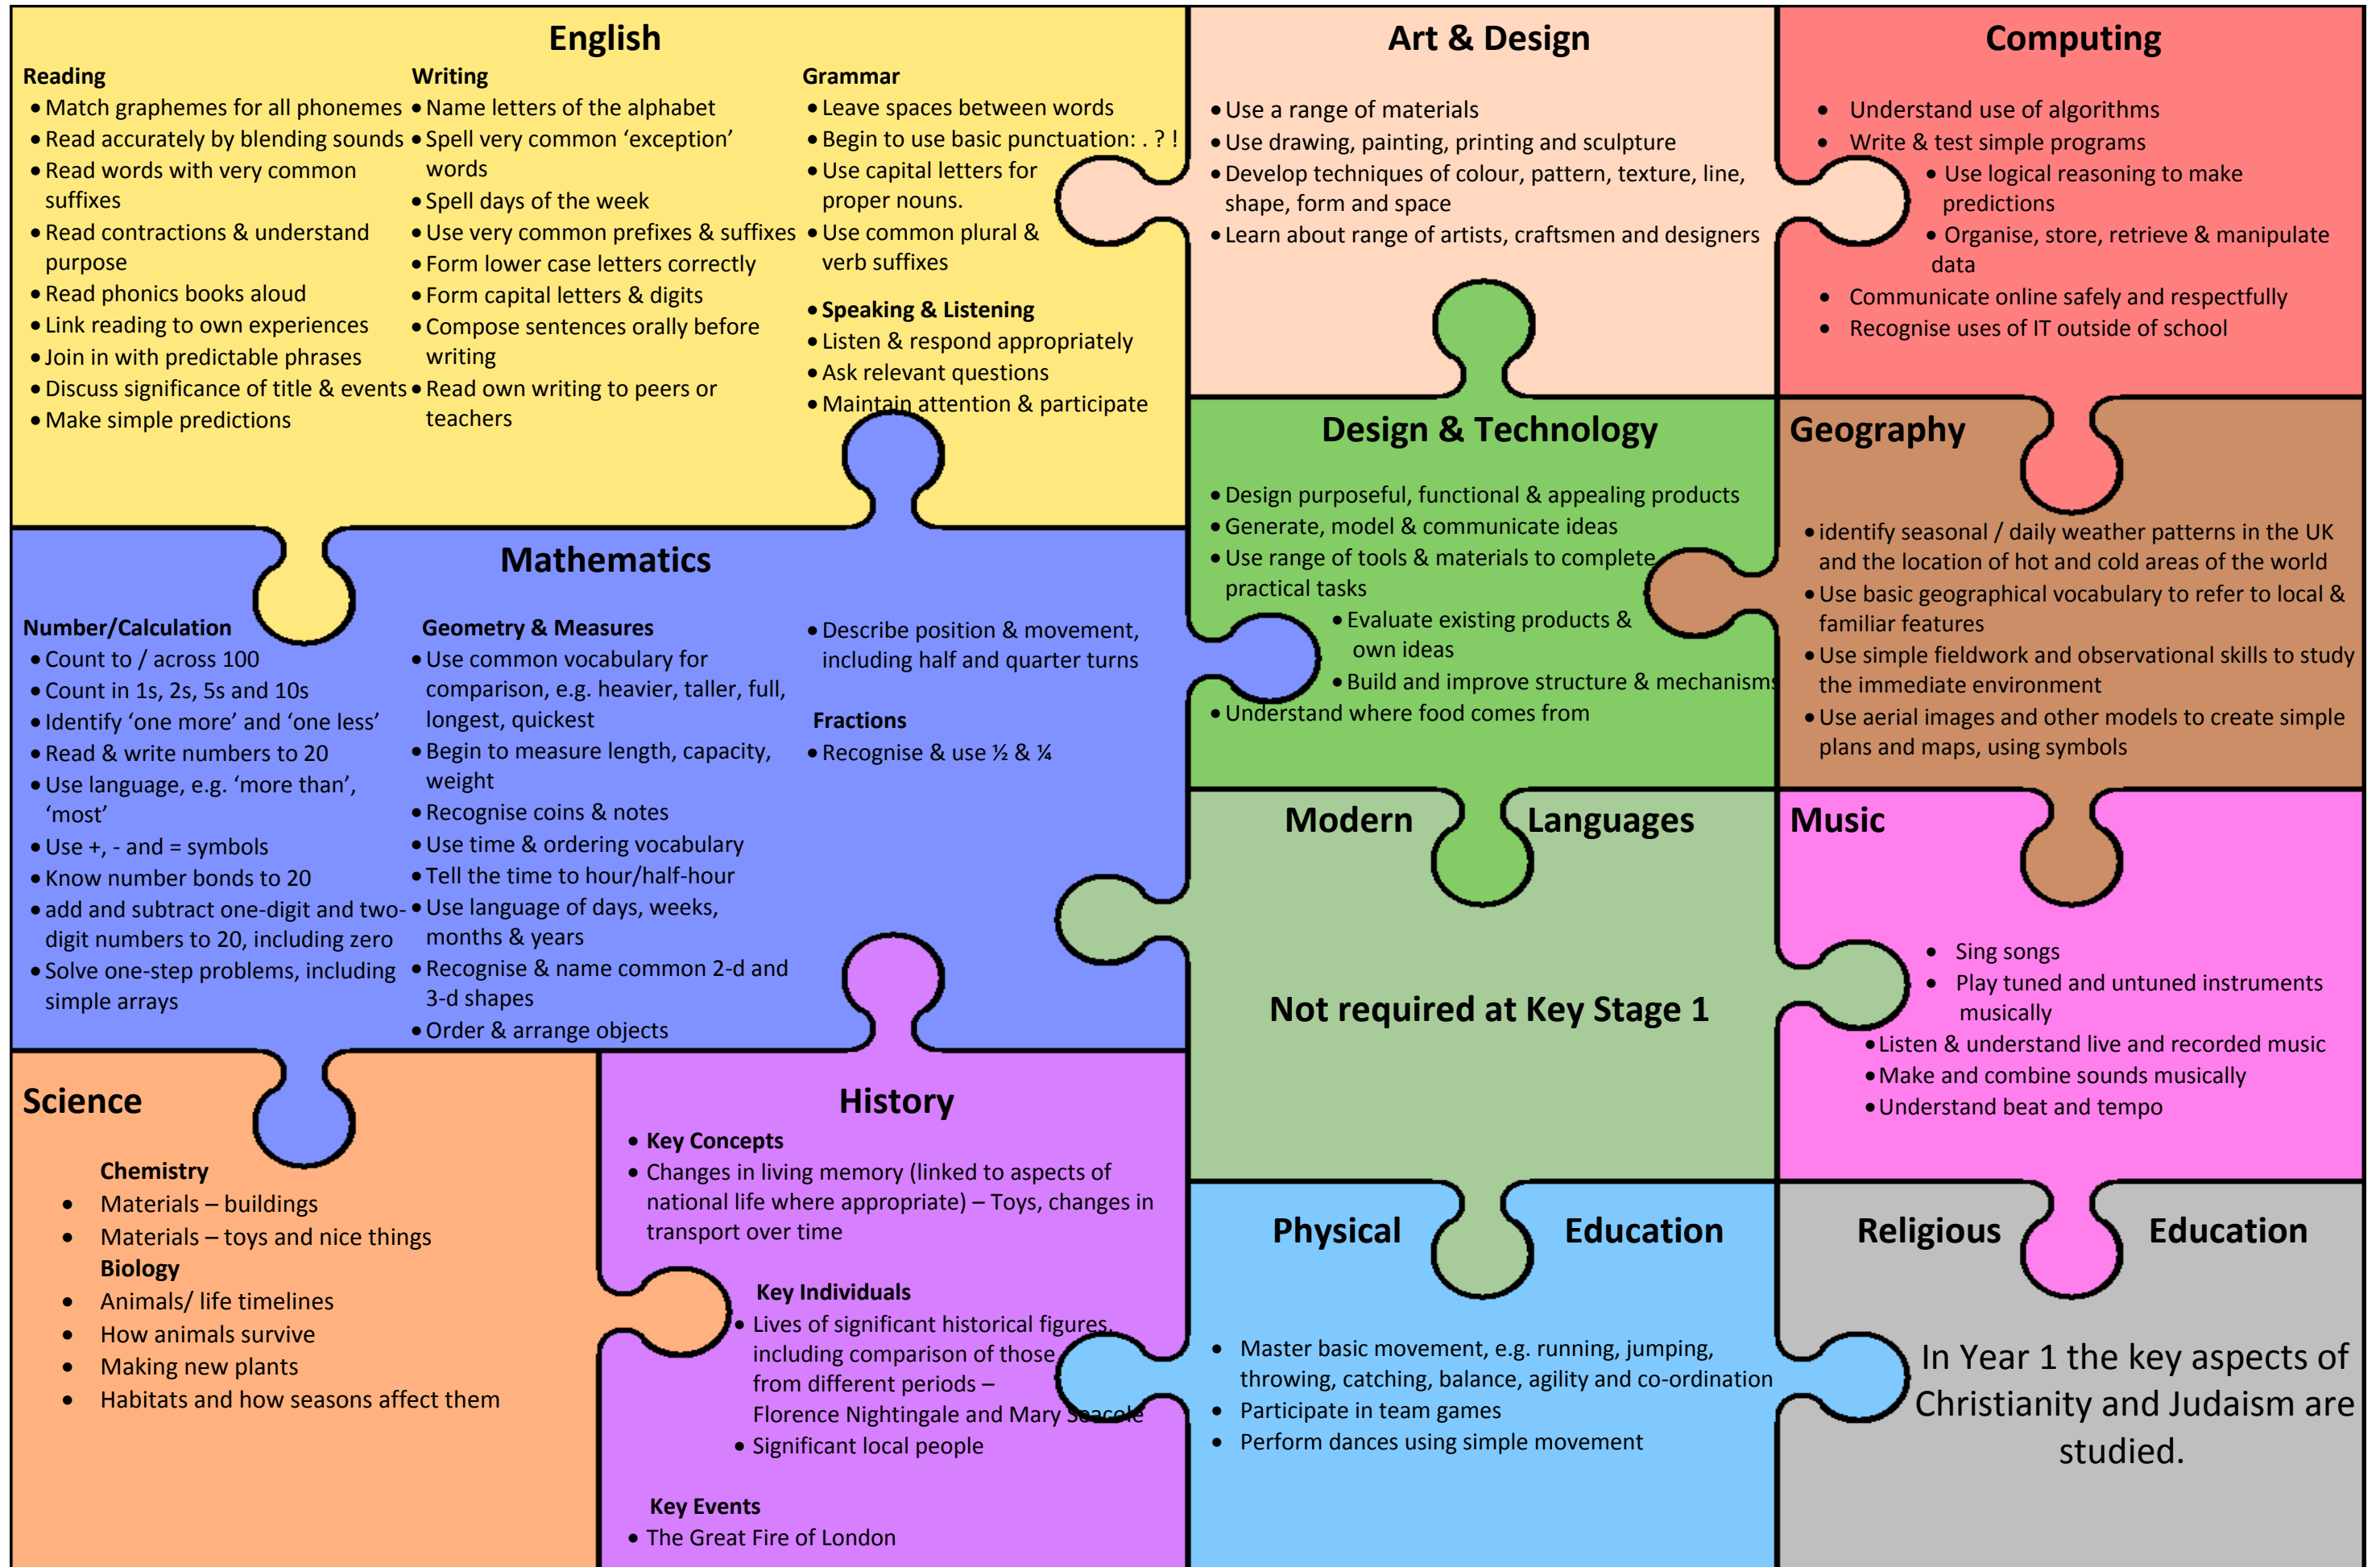 English
Reading
• Match graphemes for all phonemes
• Read accurately by blending sounds
• Read words with very common
suffixes
• Read contractions & understand
purpose
• Read phonics books aloud
• Link reading to own experiences
• Join in with predictable phrases
• Discuss significance of title & events
• Make simple predictions
Writing
• Name letters of the alphabet
• Spell very common ‘exception’
words
• Spell days of the week
• Use very common prefixes & suffixes
• Form lower case letters correctly
• Form capital letters & digits
• Compose sentences orally before
writing
• Read own writing to peers or
teachers
Grammar
• Leave spaces between words
• Begin to use basic punctuation: . ? !
• Use capital letters for
proper nouns.
• Use common plural &
verb suffixes
• Speaking & Listening
• Listen & respond appropriately
• Ask relevant questions
• Maintain attention & participate
Art & Design
• Use a range of materials
• Use drawing, painting, printing and sculpture
• Develop techniques of colour, pattern, texture, line,
shape, form and space
• Learn about range of artists, craftsmen and designers
Computing
• Understand use of algorithms
• Write & test simple programs
• Use logical reasoning to make
predictions
• Organise, store, retrieve & manipulate
data
• Communicate online safely and respectfully
• Recognise uses of IT outside of school
Mathematics
Number/Calculation
• Count to / across 100
• Count in 1s, 2s, 5s and 10s
• Identify ‘one more’ and ‘one less’
• Read & write numbers to 20
• Use language, e.g. ‘more than’,
‘most’
• Use +, - and = symbols
• Know number bonds to 20
• add and subtract one-digit and two-
digit numbers to 20, including zero
• Solve one-step problems, including
simple arrays
Geometry & Measures
• Use common vocabulary for
comparison, e.g. heavier, taller, full,
longest, quickest
• Begin to measure length, capacity,
weight
• Recognise coins & notes
• Use time & ordering vocabulary
• Tell the time to hour/half-hour
• Use language of days, weeks,
months & years
• Recognise & name common 2-d and
3-d shapes
• Order & arrange objects
• Describe position & movement,
including half and quarter turns
Fractions
• Recognise & use ½ & ¼
Design & Technology
• Design purposeful, functional & appealing products
• Generate, model & communicate ideas
• Use range of tools & materials to complete
practical tasks
• Evaluate existing products &
own ideas
• Build and improve structure & mechanisms
• Understand where food comes from
Geography
• identify seasonal / daily weather patterns in the UK
and the location of hot and cold areas of the world
• Use basic geographical vocabulary to refer to local &
familiar features
• Use simple fieldwork and observational skills to study
the immediate environment
• Use aerial images and other models to create simple
plans and maps, using symbols
Modern Languages
Not required at Key Stage 1
Music
• Sing songs
• Play tuned and untuned instruments
musically
• Listen & understand live and recorded music
• Make and combine sounds musically
• Understand beat and tempo
Science
Chemistry
• Materials – buildings
• Materials – toys and nice things
Biology
• Animals/ life timelines
• How animals survive
• Making new plants
• Habitats and how seasons affect them
History
• Key Concepts
• Changes in living memory (linked to aspects of
national life where appropriate) – Toys, changes in
transport over time
Key Individuals
• Lives of significant historical figures,
including comparison of those
from different periods –
Florence Nightingale and Mary Seacole
• Significant local people
Key Events
• The Great Fire of London
Physical Education
• Master basic movement, e.g. running, jumping,
throwing, catching, balance, agility and co-ordination
• Participate in team games
• Perform dances using simple movement
Religious Education
In Year 1 the key aspects of
Christianity and Judaism are
studied.